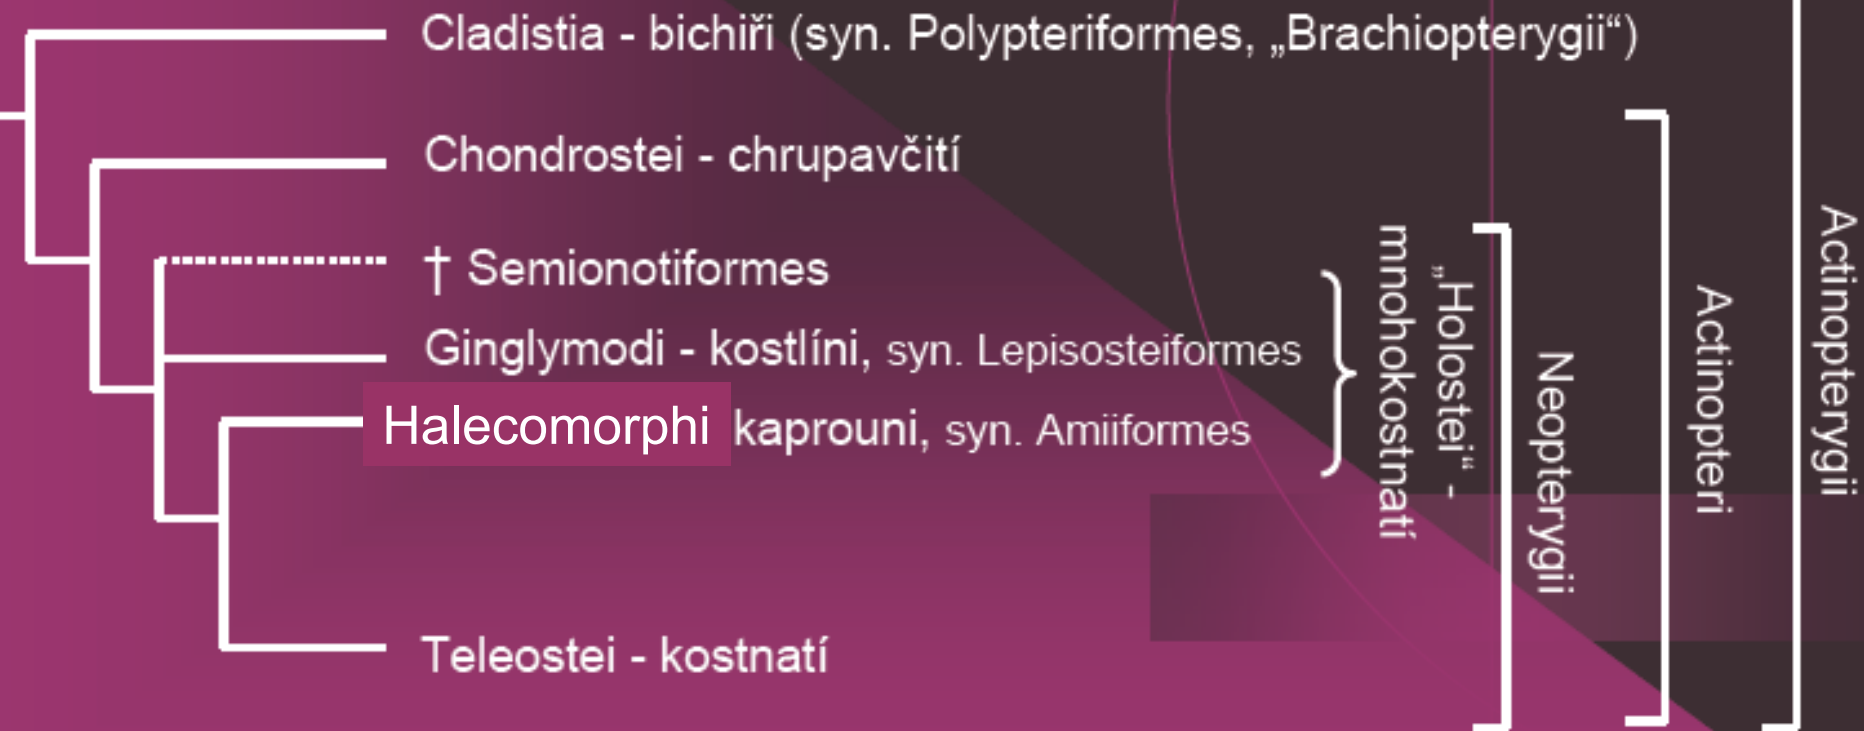 Cladistia - bichiři (syn. Polypteriformes, „Brachiopterygii“)
Chondrostei - chrupavčití
† Semionotiformes
Ginglymodi - kostlíni, syn. Lepisosteiformes
Halecomorphi kaprouni, syn. Amiiformes
Teleostei - kostnatí
„Holostei“ -
mnohokostnatí
Neopterygii
Actinopteri
Actinopterygii